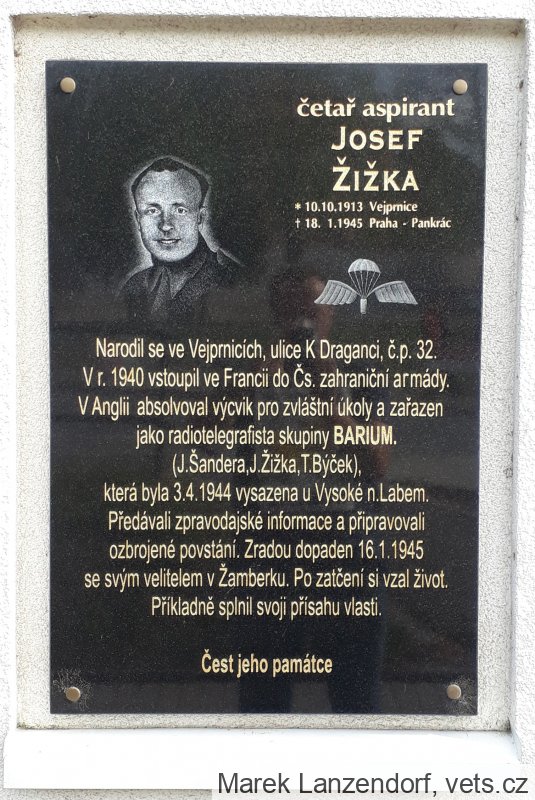 četař aspirant
JOSEF
ŽIŽKA
* 10.10.1913 Vejprnice
† 18. 1.1945 Praha - Pankrác
Narodil se ve Vejprnicích, ulice K Draganci, č.p. 32.
V r. 1940 vstoupil ve Francii do Čs. zahraniční armády.
V Anglii absolvoval výcvik pro zvláštní úkoly a zařazen
jako radiotelegrafista skupiny BARIUM.
(J.Šandera,J.Žižka,T.Býček),
která byla 3.4.1944 vysazena u Vysoké n.Labem.
Předávali zpravodajské informace a připravovali
ozbrojené povstání. Zradou dopaden 16.1.1945
se svým velitelem v Žamberku. Po zatčení si vzal život.
Příkladně splnil svoji přísahu vlasti.
Čest jeho památce
Marek Lanzendorf, vets.cz